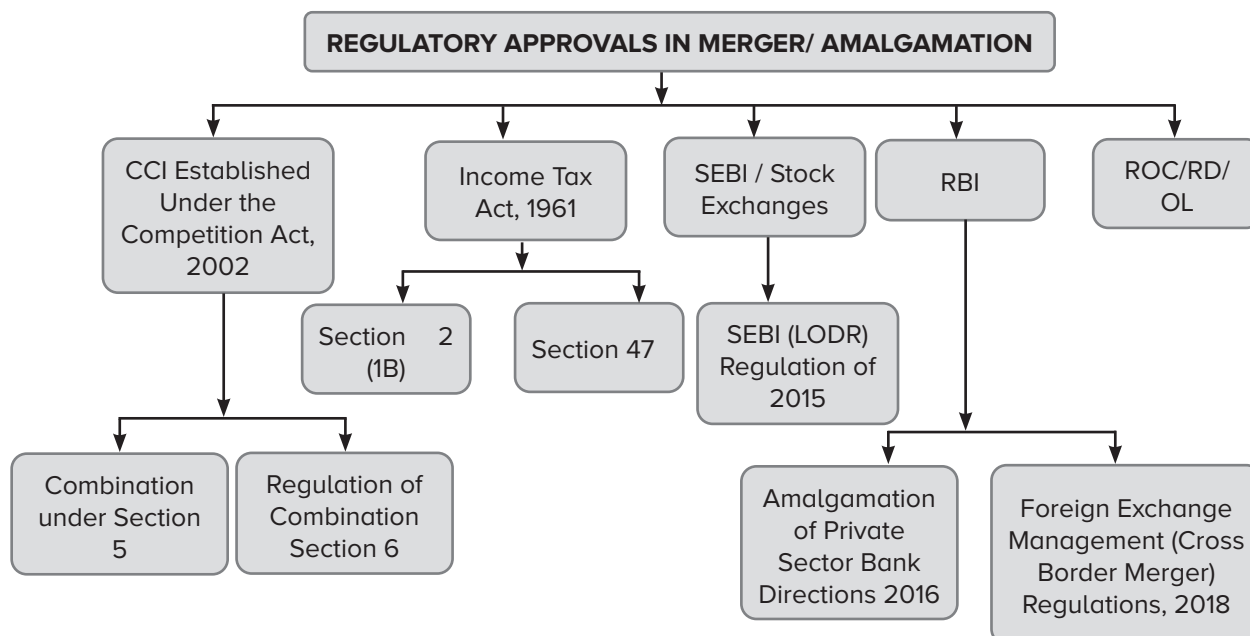 REGULATORY APPROVALS IN MERGER/ AMALGAMATION
CCI Established
Under the
Competition Act,
2002
Income Tax
Act, 1961
SEBI / Stock
Exchanges
RBI
ROC/RD/
OL
Section 2
(1B)
Section 47
SEBI (LODR)
Regulation of
2015
Combination
under Section
5
Regulation of
Combination
Section 6
Amalgamation
of Private
Sector Bank
Directions 2016
Foreign Exchange
Management (Cross
Border Merger)
Regulations, 2018